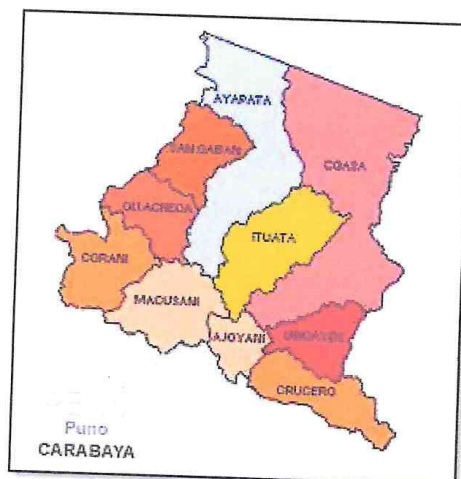 AYAPATA
COASA
SAN GABAN
OLLACHEA
ITUATA
CORANI
MACUSANI
AJOYANI
USICAYOS
CRUCERO
Puno
CARABAYA